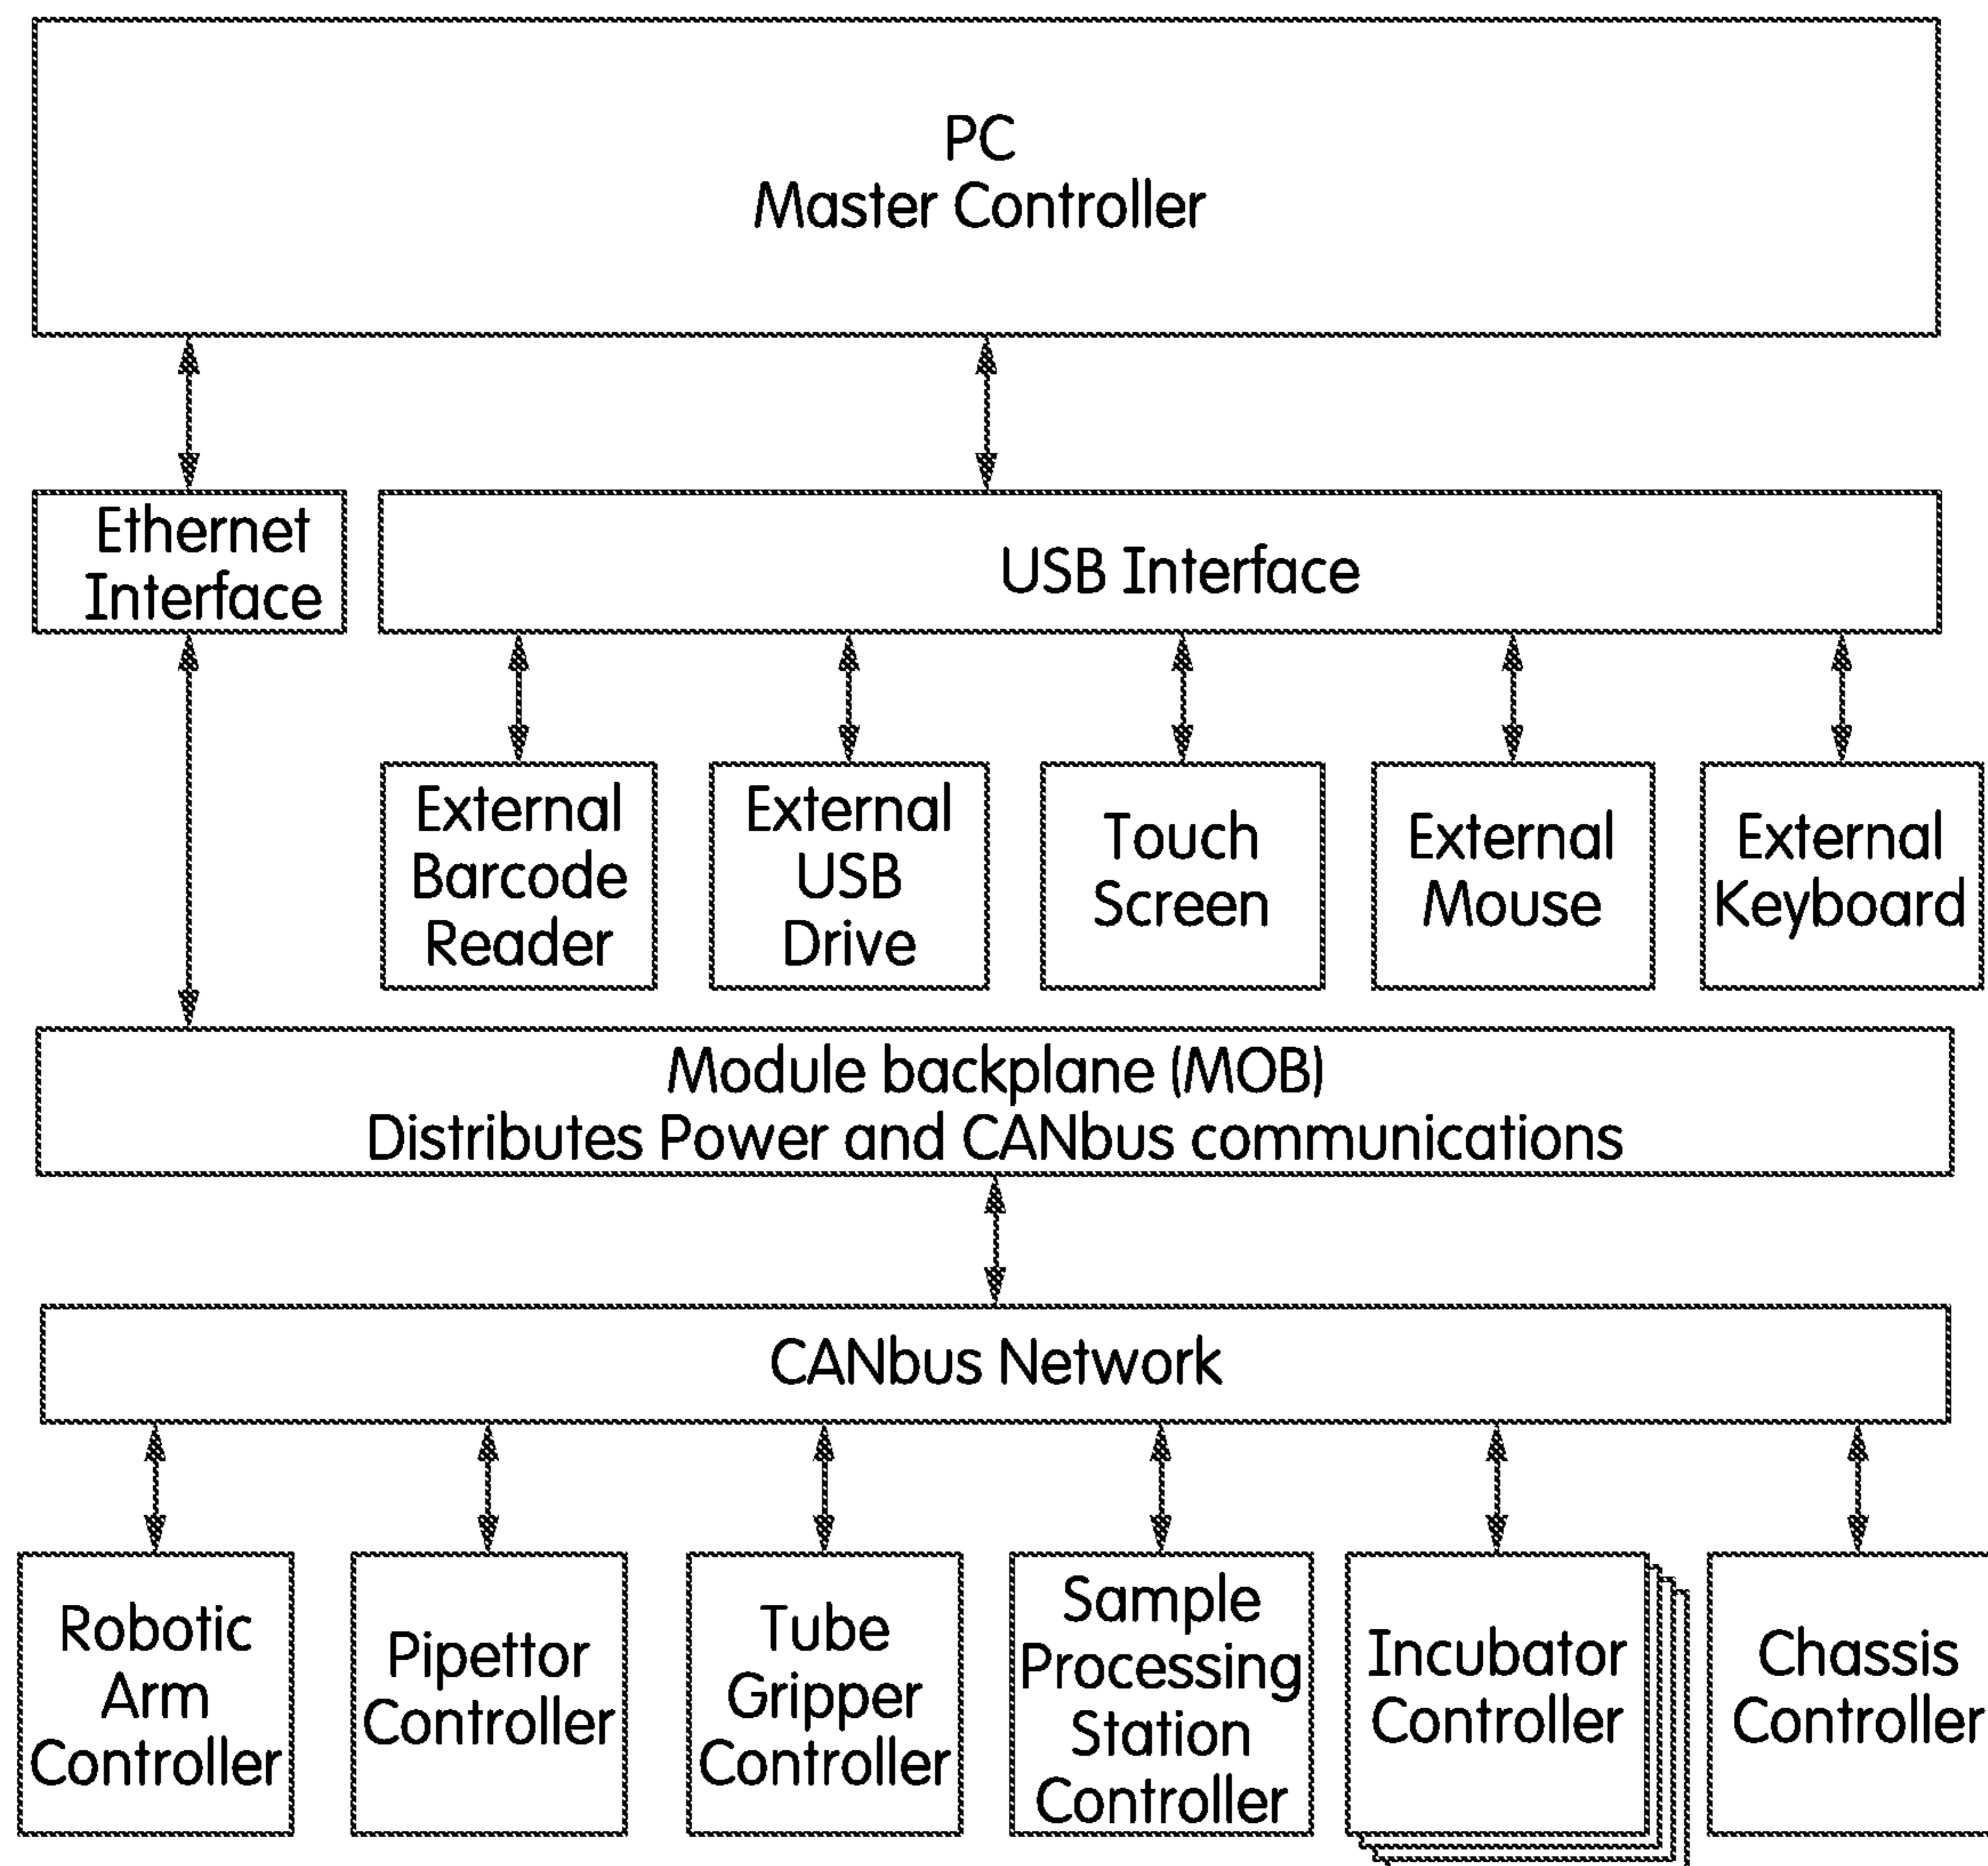 PC
Master Controller
Ethernet
Interface
USB Interface
External
Barcode
Reader
External
USB
Drive
Touch
Screen
External
Mouse
External
Keyboard
Module backplane (MOB)
Distributes Power and CANbus communications
CANbus Network
Robotic
Arm
Controller
Pipettor
Controller
Tube
Gripper
Controller
Sample
Processing
Station
Controller
Incubator
Controller
Chassis
Controller